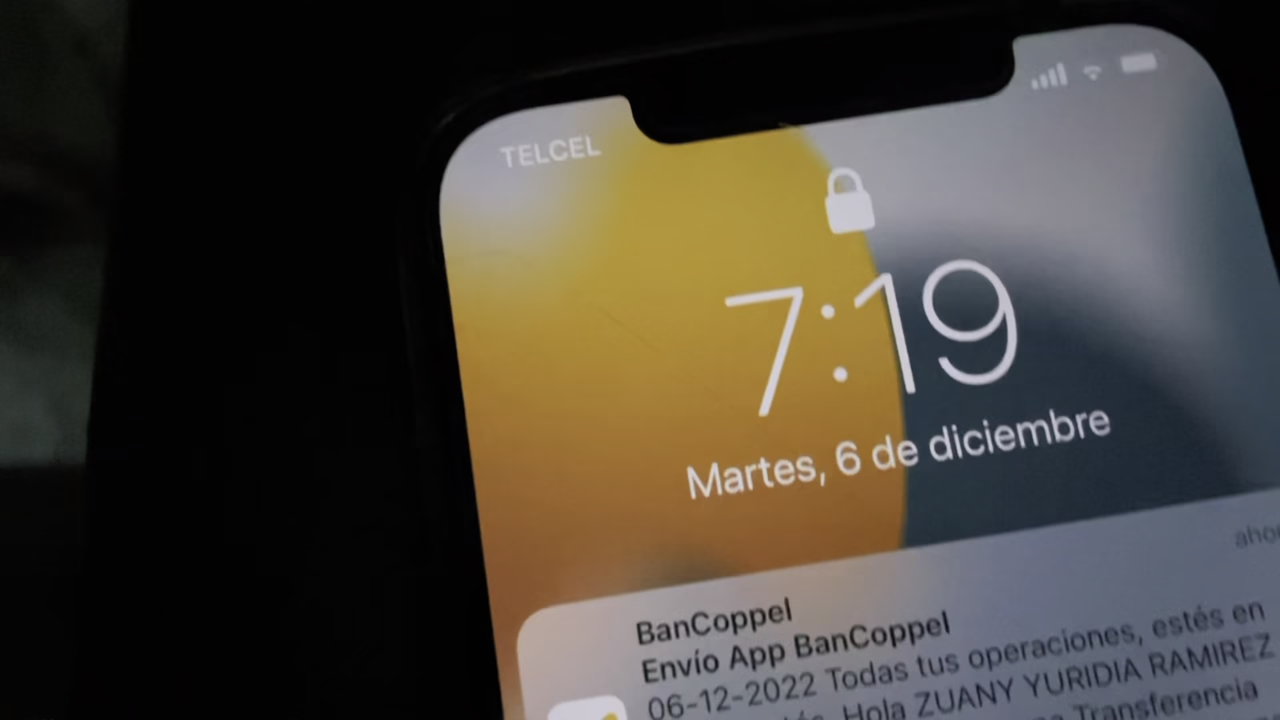 TELCEL
7:19
Martes, 6 de diciembre
BanCoppel
Envío App BanCoppel
06-12-2022 Todas tus operaciones, estés en
Hola ZUANY YURIDIA RAMIREZ
Transferencia